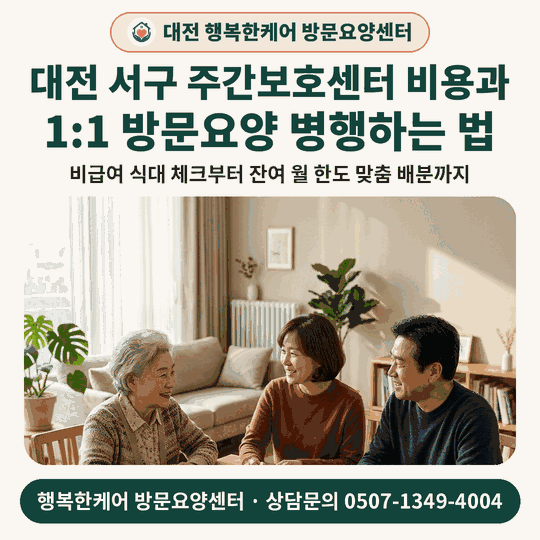 대전 행복한케어 방문요양센터
대전 서구 주간보호센터 비용과
1:1 방문요양 병행하는 법
비급여 식대 체크부터 잔여 월 한도 맞춤 배분까지
행복한케어 방문요양센터 · 상담문의 0507-1349-4004